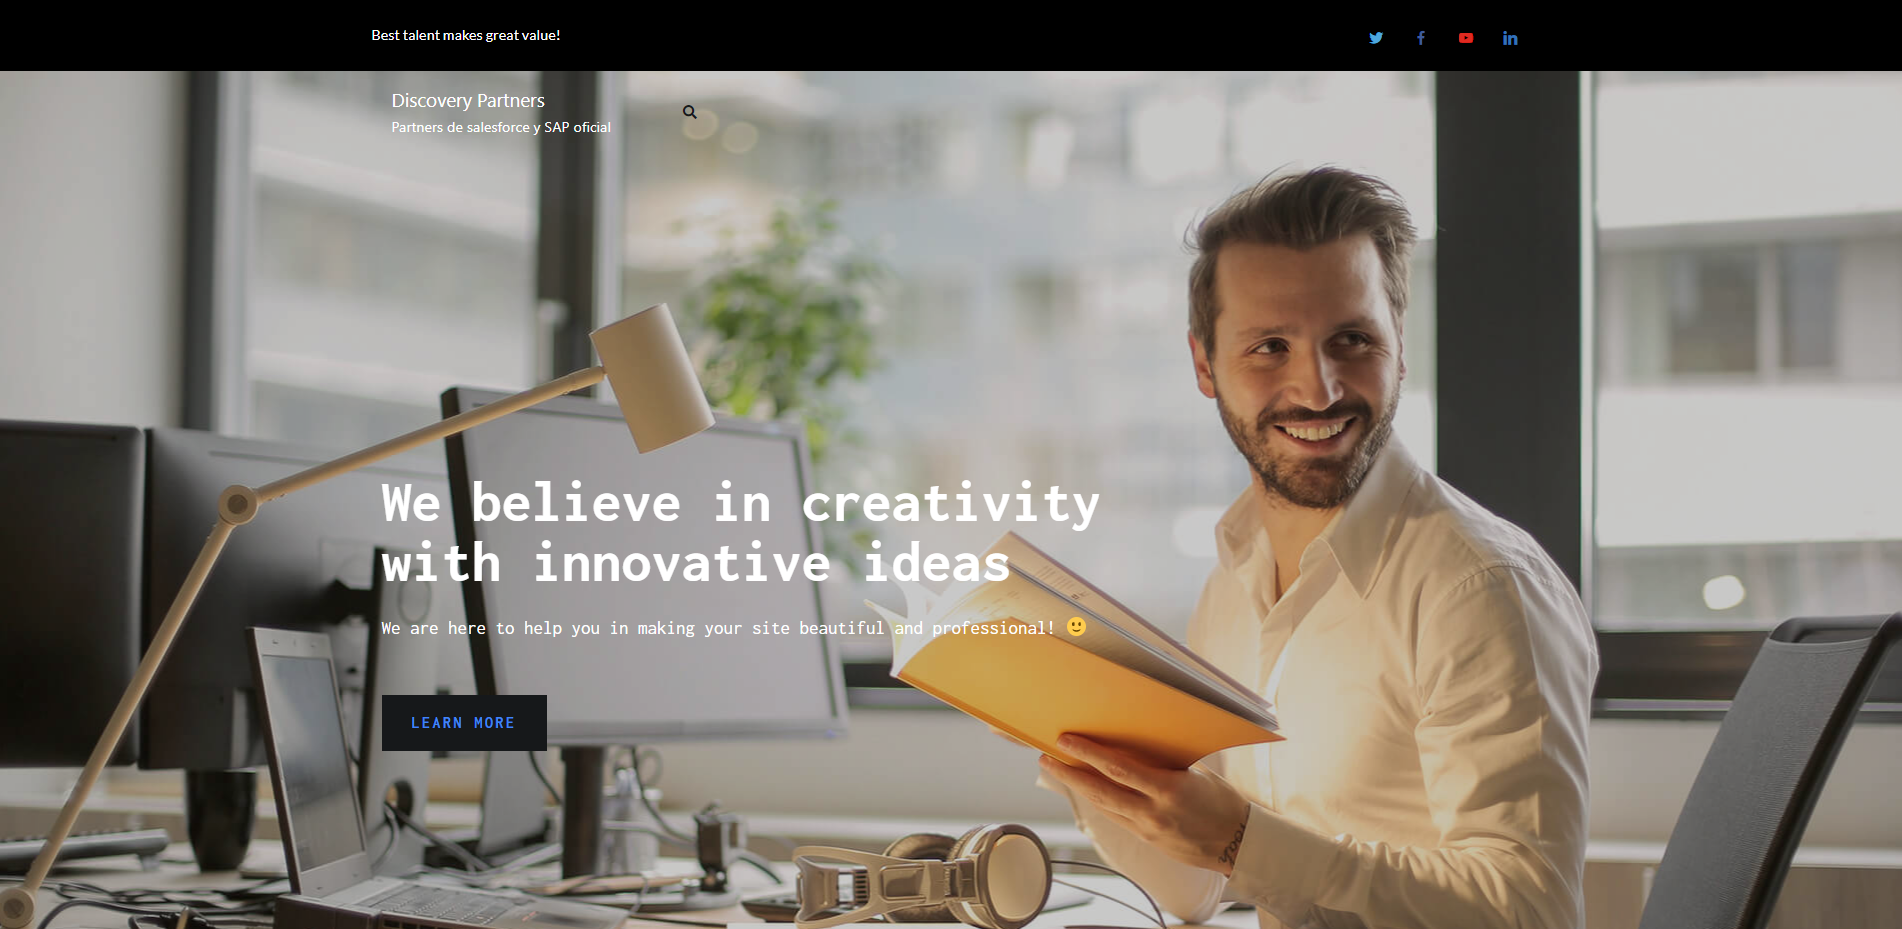 Best talent makes great value!
Discovery Partners
Partners de salesforce y SAP oficial
We believe in creativity
with innovative ideas
We are here to help you in making your site beautiful and professional! 🙂
LEARN MORE